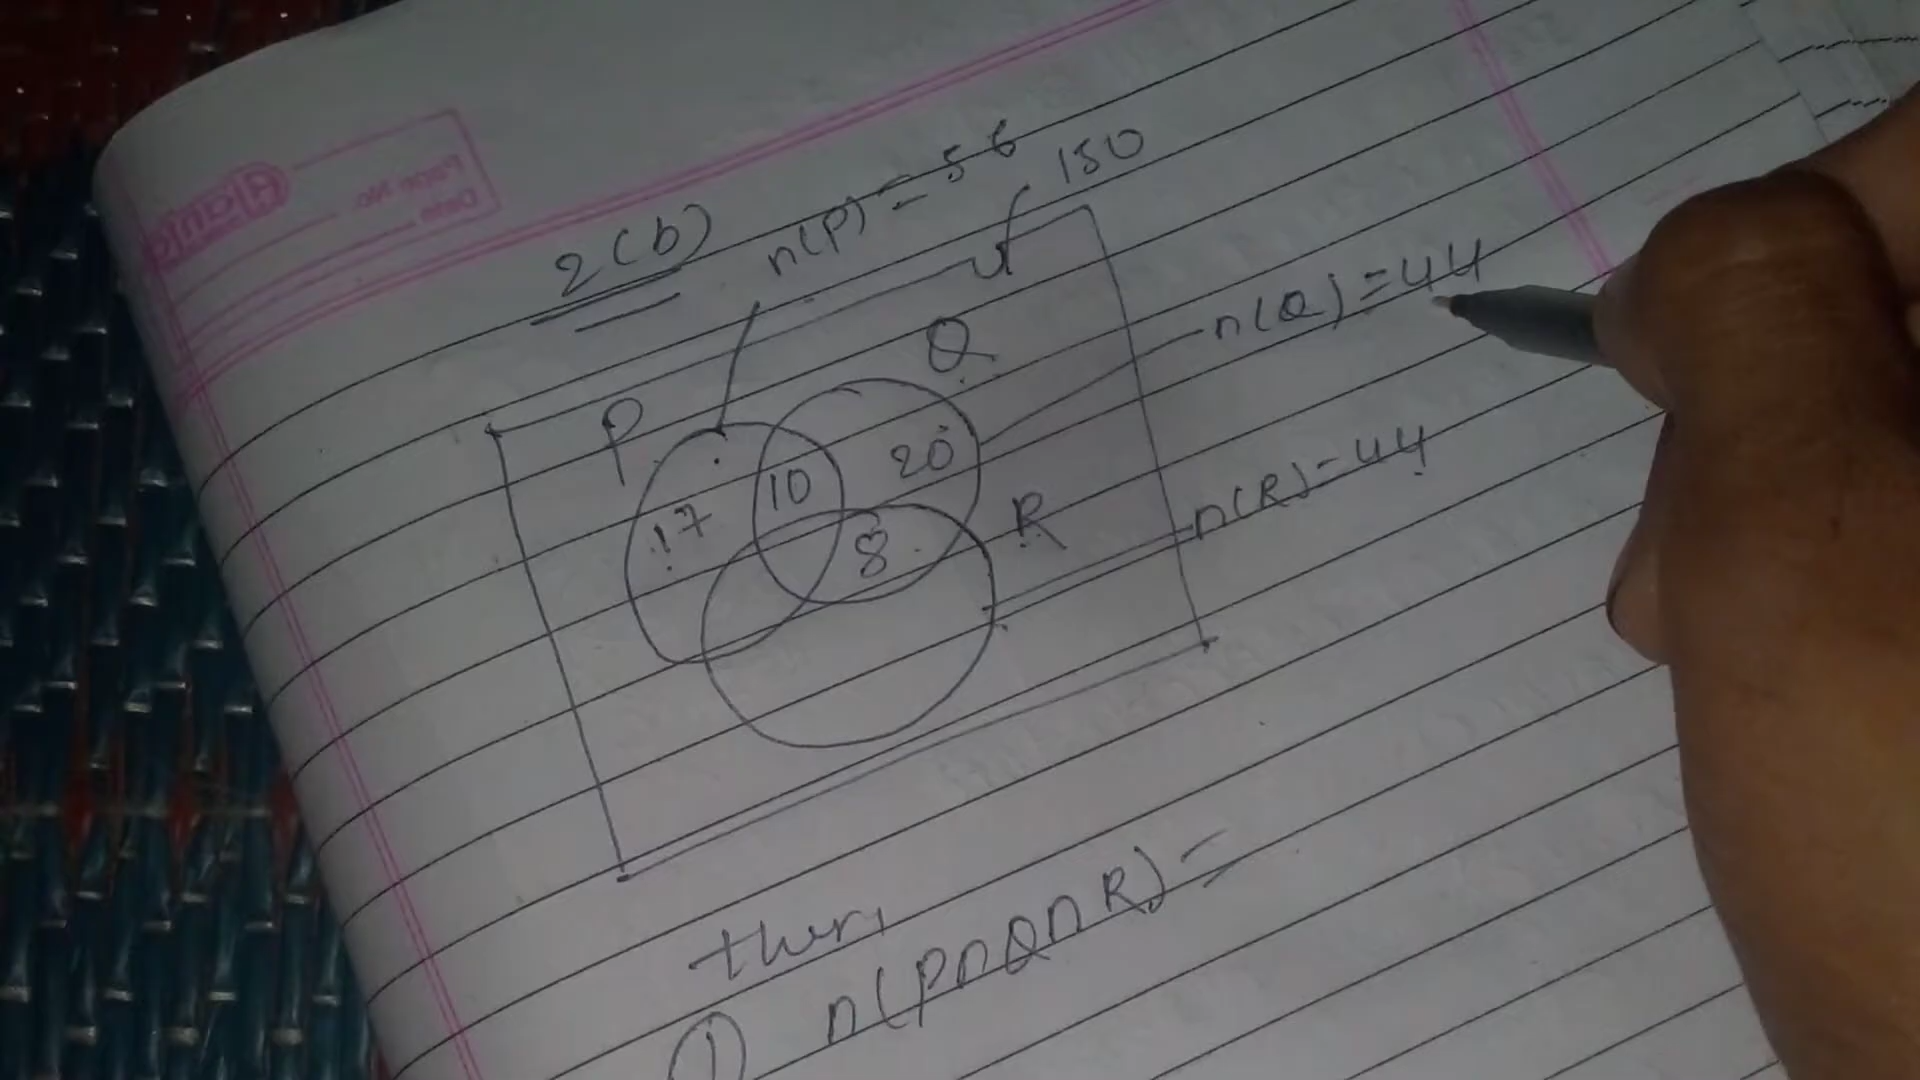 2(b)
n(P) = 56
150
U
n(Q) = 44
P
Q
10
20
17
8
R
n(R) = 44
then,
① n(P∩Q∩R) =